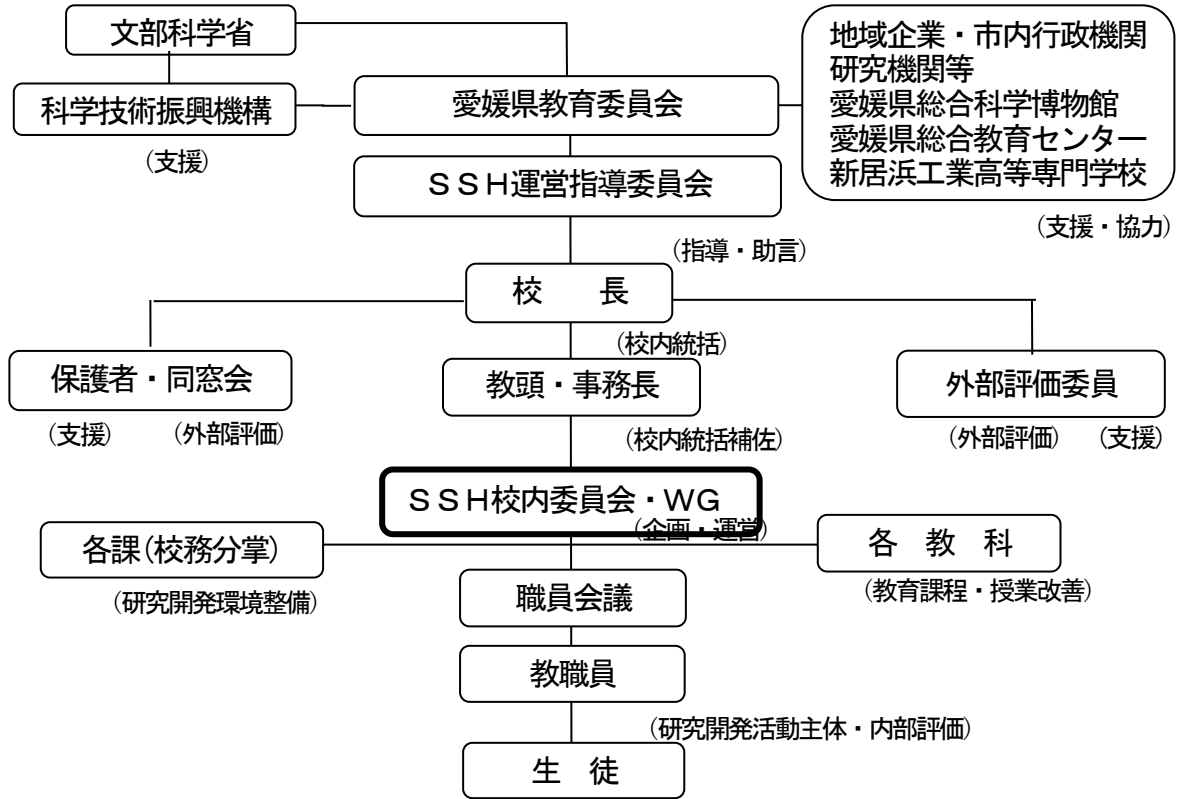 文部科学省
科学技術振興機構
(支援)
愛媛県教育委員会
地域企業・市内行政機関
研究機関等
愛媛県総合科学博物館
愛媛県総合教育センター
新居浜工業高等専門学校
(支援・協力)
ＳＳＨ運営指導委員会
(指導・助言)
校　　長
(校内統括)
保護者・同窓会
(支援)　　(外部評価)
教頭・事務長
(校内統括補佐)
外部評価委員
(外部評価)　(支援)
ＳＳＨ校内委員会・WG
(企画・運営)
各課(校務分掌)
(研究開発環境整備)
各　教　科
(教育課程・授業改善)
職員会議
教職員
(研究開発活動主体・内部評価)
生　徒